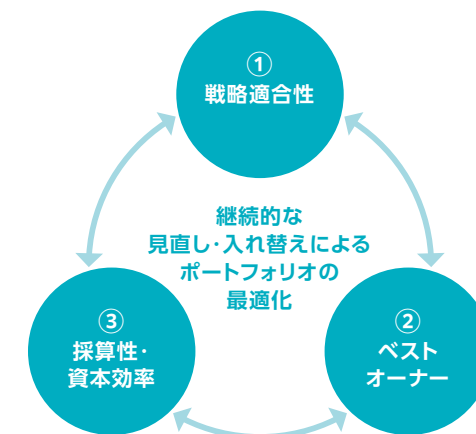 ①
戦略適合性
継続的な
見直し・入れ替えによる
ポートフォリオの
最適化
③
採算性・
資本効率
②
ベスト
オーナー